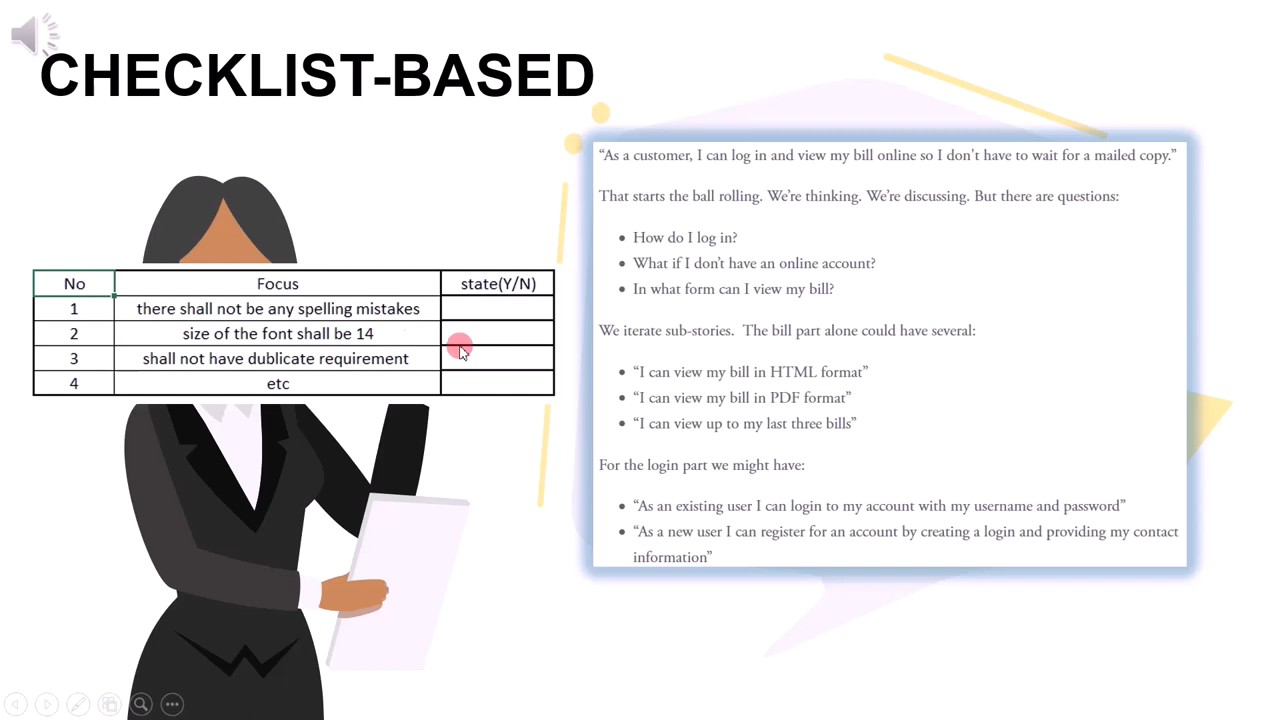 CHECKLIST-BASED
No Focus state(Y/N)
1 there shall not be any spelling mistakes
2 size of the font shall be 14
3 shall not have dublicate requirement
4 etc
“As a customer, I can log in and view my bill online so I don't have to wait for a mailed copy.”
That starts the ball rolling. We’re thinking. We’re discussing. But there are questions:
• How do I log in?
• What if I don’t have an online account?
• In what form can I view my bill?
We iterate sub-stories. The bill part alone could have several:
• “I can view my bill in HTML format”
• “I can view my bill in PDF format”
• “I can view up to my last three bills”
For the login part we might have:
• “As an existing user I can login to my account with my username and password”
• “As a new user I can register for an account by creating a login and providing my contact
information”